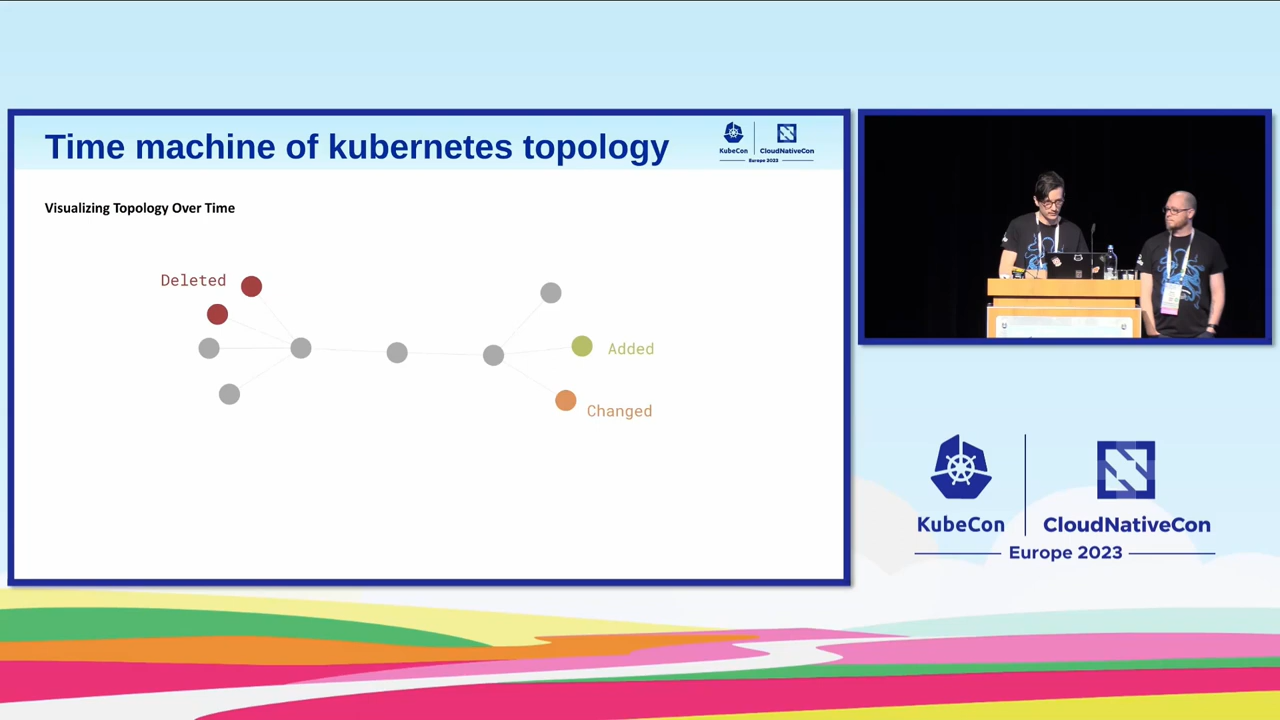 Time machine of kubernetes topology
KubeCon
CloudNativeCon
Europe 2023
Visualizing Topology Over Time
Deleted
Added
Changed
KubeCon
CloudNativeCon
Europe 2023